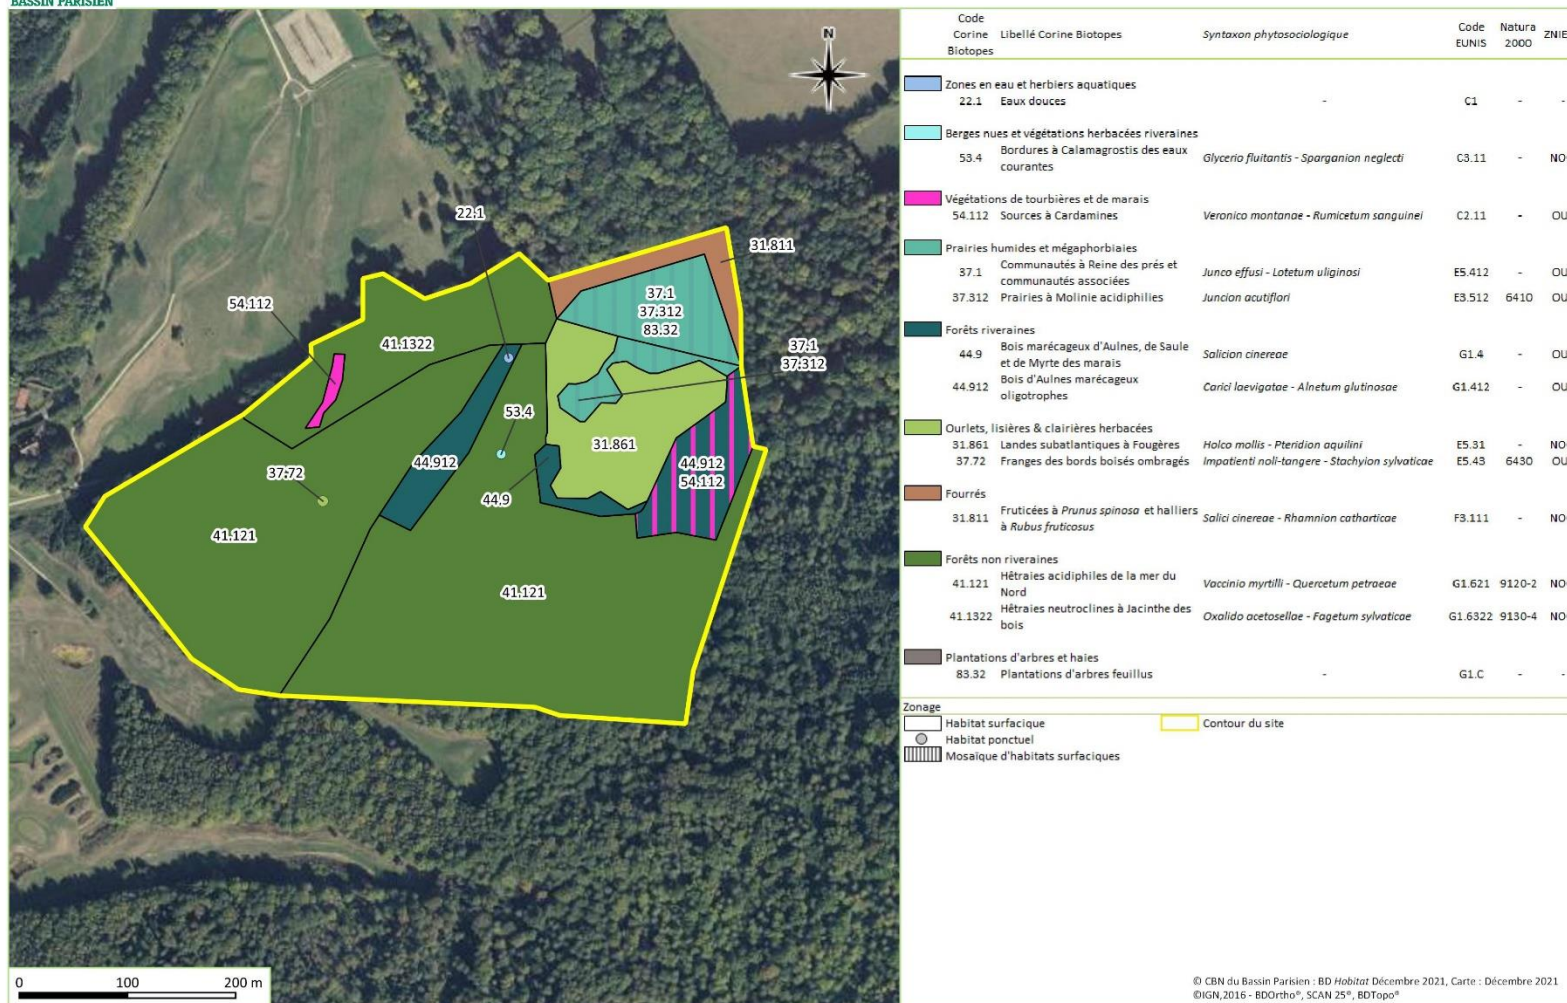 BASSIN PARISIEN
N
22.1
31.811
54.112
37.1
37.312
83.32
41.1322
37.1
37.312
53.4
31.861
44.912
44.912
54.112
37.72
44.9
41.121
41.121
0 100 200 m
Code Corine Biotopes Libellé Corine Biotopes Syntaxon phytosociologique Code EUNIS Natura 2000
Zones en eau et herbiers aquatiques
22.1 Eaux douces - C1 - -
Berges nues et végétations herbacées riveraines
53.4 Bordures à Calamagrostis des eaux courantes Glycerio fluitantis - Sparganion neglecti C3.11 - NO
Végétations de tourbières et de marais
54.112 Sources à Cardamines Veronico montanae - Rumicetum sanguinei C2.11 - OU
Prairies humides et mégaphorbiaies
37.1 Communautés à Reine des prés et communautés associées Junco effusi - Lotetum uliginosi E5.412 - OU
37.312 Prairies à Molinie acidiphilies Juncion acutiflori E3.512 6410 OU
Forêts riveraines
44.9 Bois marécageux d'Aulnes, de Saule et de Myrte des marais Salicion cinereae G1.4 - OU
44.912 Bois d'Aulnes marécageux oligotrophes Carici laevigatae - Alnetum glutinosae G1.412 - OU
Ourlets, lisières & clairières herbacées
31.861 Landes subatlantiques à Fougères Holco mollis - Pteridion aquilini E5.31 - NO
37.72 Franges des bords boisés ombragés Impatienti noli-tangere - Stachyion sylvaticae E5.43 6430 OU
Fourrés
31.811 Fruticées à Prunus spinosa et halliers à Rubus fruticosus Salici cinereae - Rhamnion catharticae F3.111 - NO
Forêts non riveraines
41.121 Hêtraies acidiphiles de la mer du Nord Vaccinio myrtilli - Quercetum petraeae G1.621 9120-2 NO
41.1322 Hêtraies neutroclines à Jacinthe des bois Oxalido acetosellae - Fagetum sylvaticae G1.6322 9130-4 NO
Plantations d'arbres et haies
83.32 Plantations d'arbres feuillus - G1.C - -
Zonage
Habitat surfacique Contour du site
Habitat ponctuel
Mosaïque d'habitats surfaciques
© CBN du Bassin Parisien : BD Habitat Décembre 2021, Carte : Décembre 2021
©IGN,2016 - BDOrtho®, SCAN 25®, BDTopo®